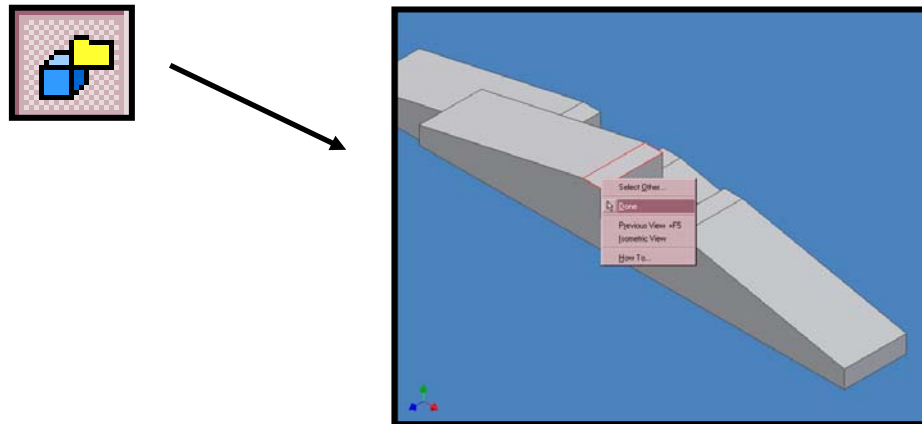 Select Other...
Done
Previous View +F5
Isometric View
How To...